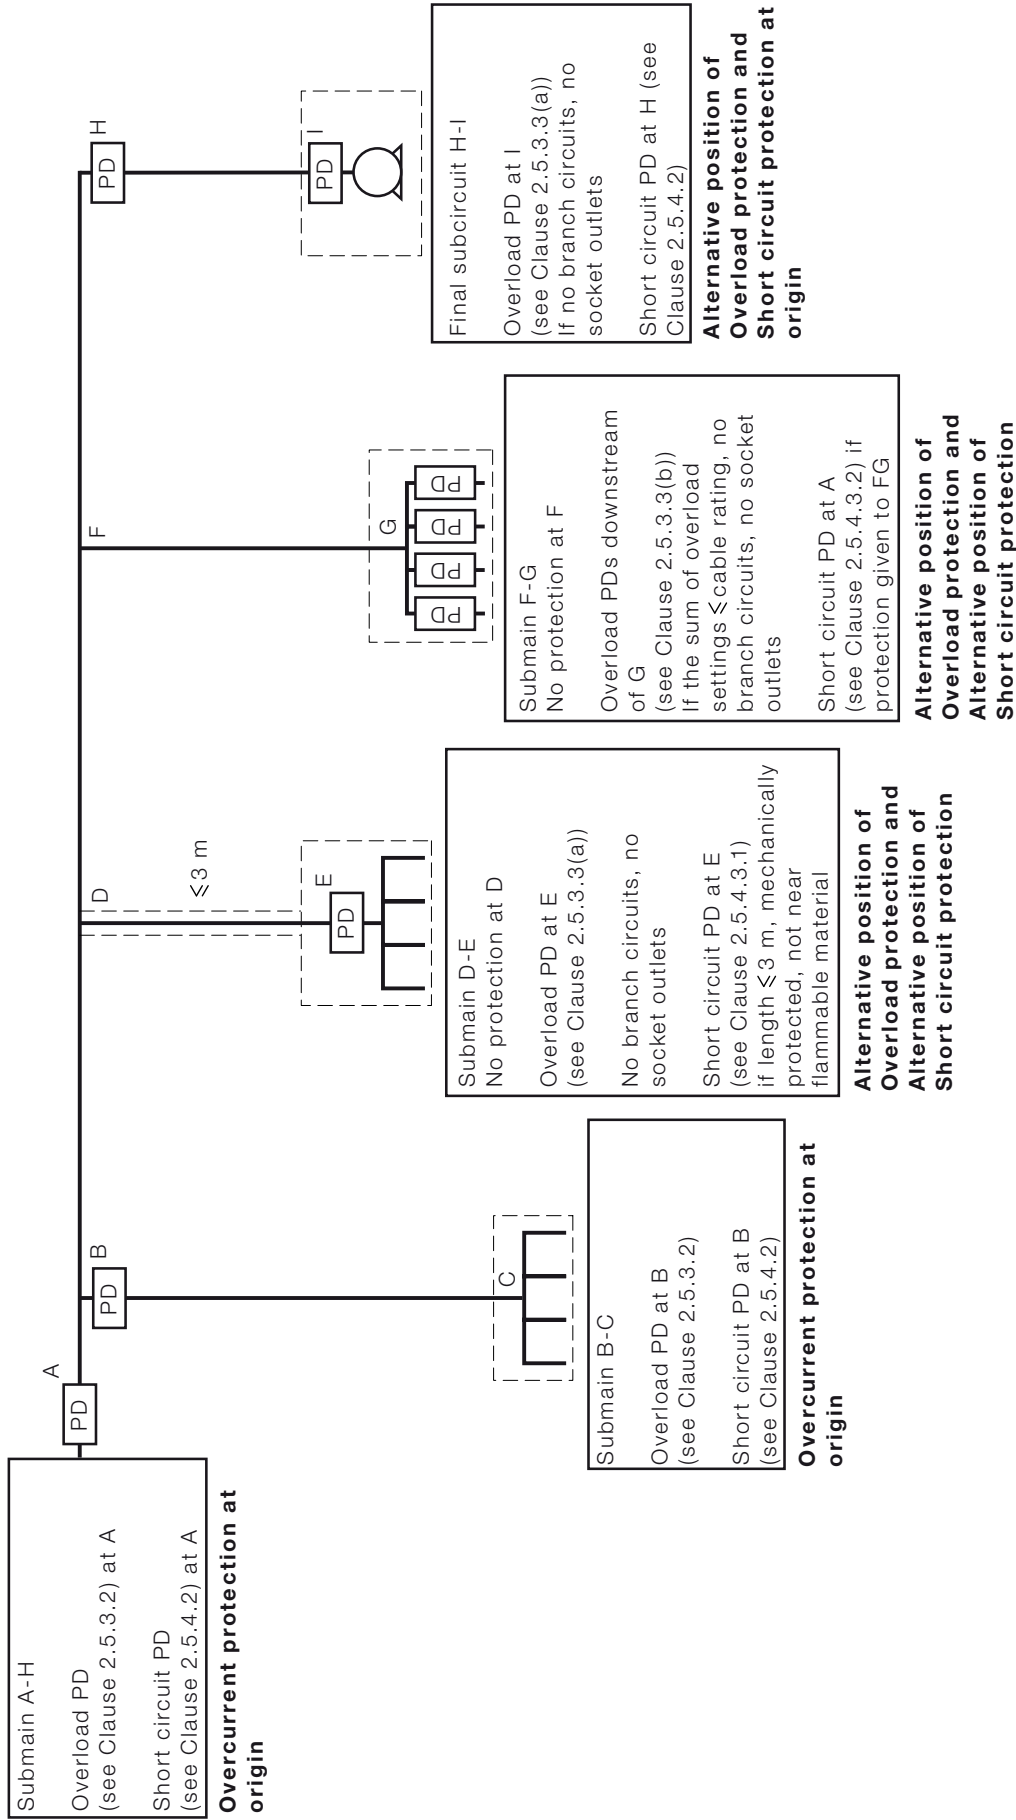 Submain A-H
Overload PD
(see Clause 2.5.3.2) at A
Short circuit PD
(see Clause 2.5.4.2) at A
Overcurrent protection at
origin
PD
A
PD
B
C
Submain B-C
Overload PD at B
(see Clause 2.5.3.2)
Short circuit PD at B
(see Clause 2.5.4.2)
Overcurrent protection at
origin
D
⩽3 m
PD
E
Submain D-E
No protection at D
Overload PD at E
(see Clause 2.5.3.3(a))
No branch circuits, no
socket outlets
Short circuit PD at E
(see Clause 2.5.4.3.1)
if length ⩽3 m, mechanically
protected, not near
flammable material
Alternative position of
Overload protection and
Alternative position of
Short circuit protection
F
G
PD
PD
PD
PD
Submain F-G
No protection at F
Overload PDs downstream
of G
(see Clause 2.5.3.3(b))
If the sum of overload
settings ⩽cable rating, no
branch circuits, no socket
outlets
Short circuit PD at A
(see Clause 2.5.4.3.2) if
protection given to FG
Alternative position of
Overload protection and
Alternative position of
Short circuit protection
PD
H
PD
I
Final subcircuit H-I
Overload PD at I
(see Clause 2.5.3.3(a))
If no branch circuits, no
socket outlets
Short circuit PD at H (see
Clause 2.5.4.2)
Alternative position of
Overload protection and
Short circuit protection at
origin